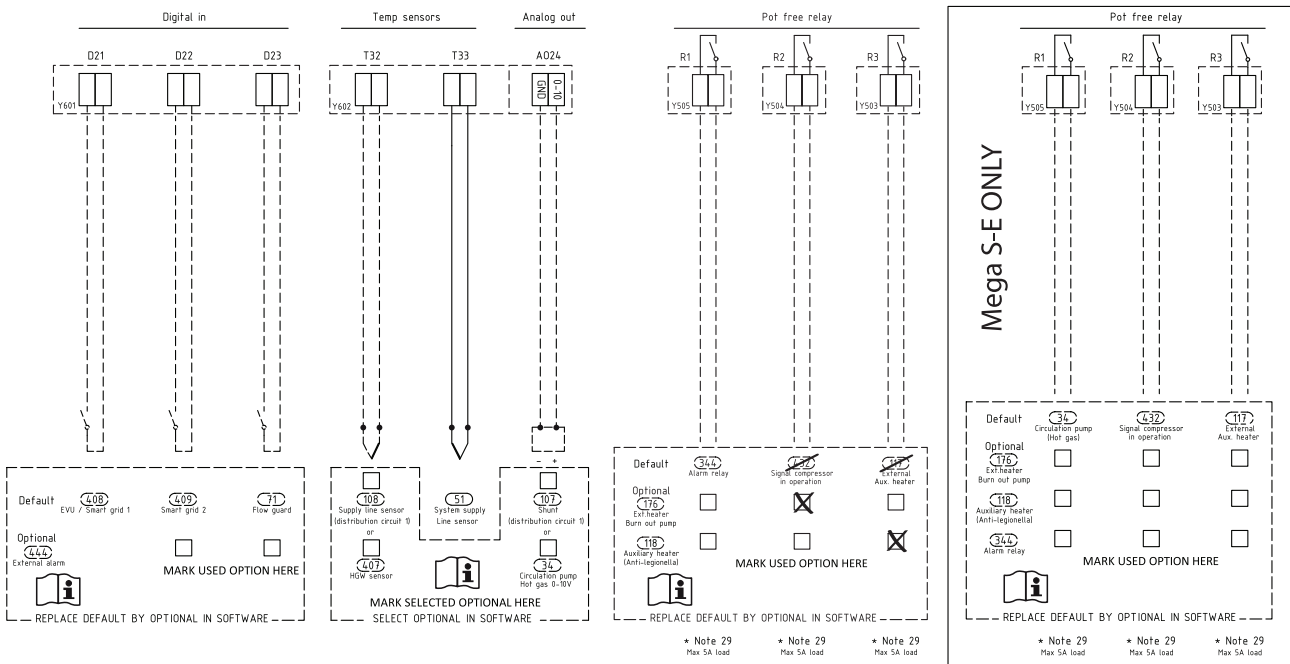 Digital in
Temp sensors
Analog out
Pot free relay
Pot free relay
D21
D22
D23
T32
T33
AO24
R1
R2
R3
R1
R2
R3
Y601
Y602
GND
0-10
Y505
Y504
Y503
Y505
Y504
Y503
Mega S-E ONLY
- +
Default
408
EVU / Smart grid 1
409
Smart grid 2
71
Flow guard
Optional
444
External alarm
MARK USED OPTION HERE
i
REPLACE DEFAULT BY OPTIONAL IN SOFTWARE
108
Supply line sensor
(distribution circuit 1)
or
407
HGW sensor
51
System supply
Line sensor
107
Shunt
(distribution circuit 1)
or
34
Circulation pump
Hot gas 0-10V
i
MARK SELECTED OPTIONAL HERE
SELECT OPTIONAL IN SOFTWARE
Default
344
Alarm relay
432
Signal compressor
in operation
117
External
Aux. heater
Optional
176
Ext.heater
Burn out pump
118
Auxiliary heater
(Anti-legionella)
MARK USED OPTION HERE
i
REPLACE DEFAULT BY OPTIONAL IN SOFTWARE
* Note 29
Max 5A load
* Note 29
Max 5A load
* Note 29
Max 5A load
Default
34
Circulation pump
(Hot gas)
432
Signal compressor
in operation
117
External
Aux. heater
Optional
176
Ext.heater
Burn out pump
118
Auxiliary heater
(Anti-legionella)
344
Alarm relay
MARK USED OPTION HERE
i
REPLACE DEFAULT BY OPTIONAL IN SOFTWARE
* Note 29
Max 5A load
* Note 29
Max 5A load
* Note 29
Max 5A load